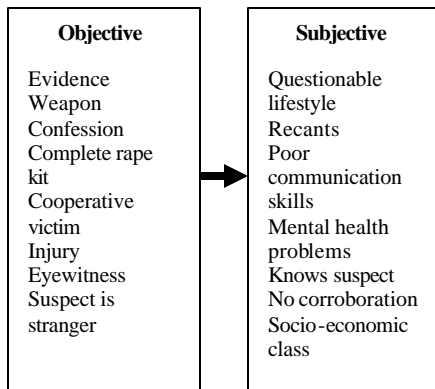 Objective
Evidence
Weapon
Confession
Complete rape
kit
Cooperative
victim
Injury
Eyewitness
Suspect is
stranger
Subjective
Questionable
lifestyle
Recants
Poor
communication
skills
Mental health
problems
Knows suspect
No corroboration
Socio-economic
class